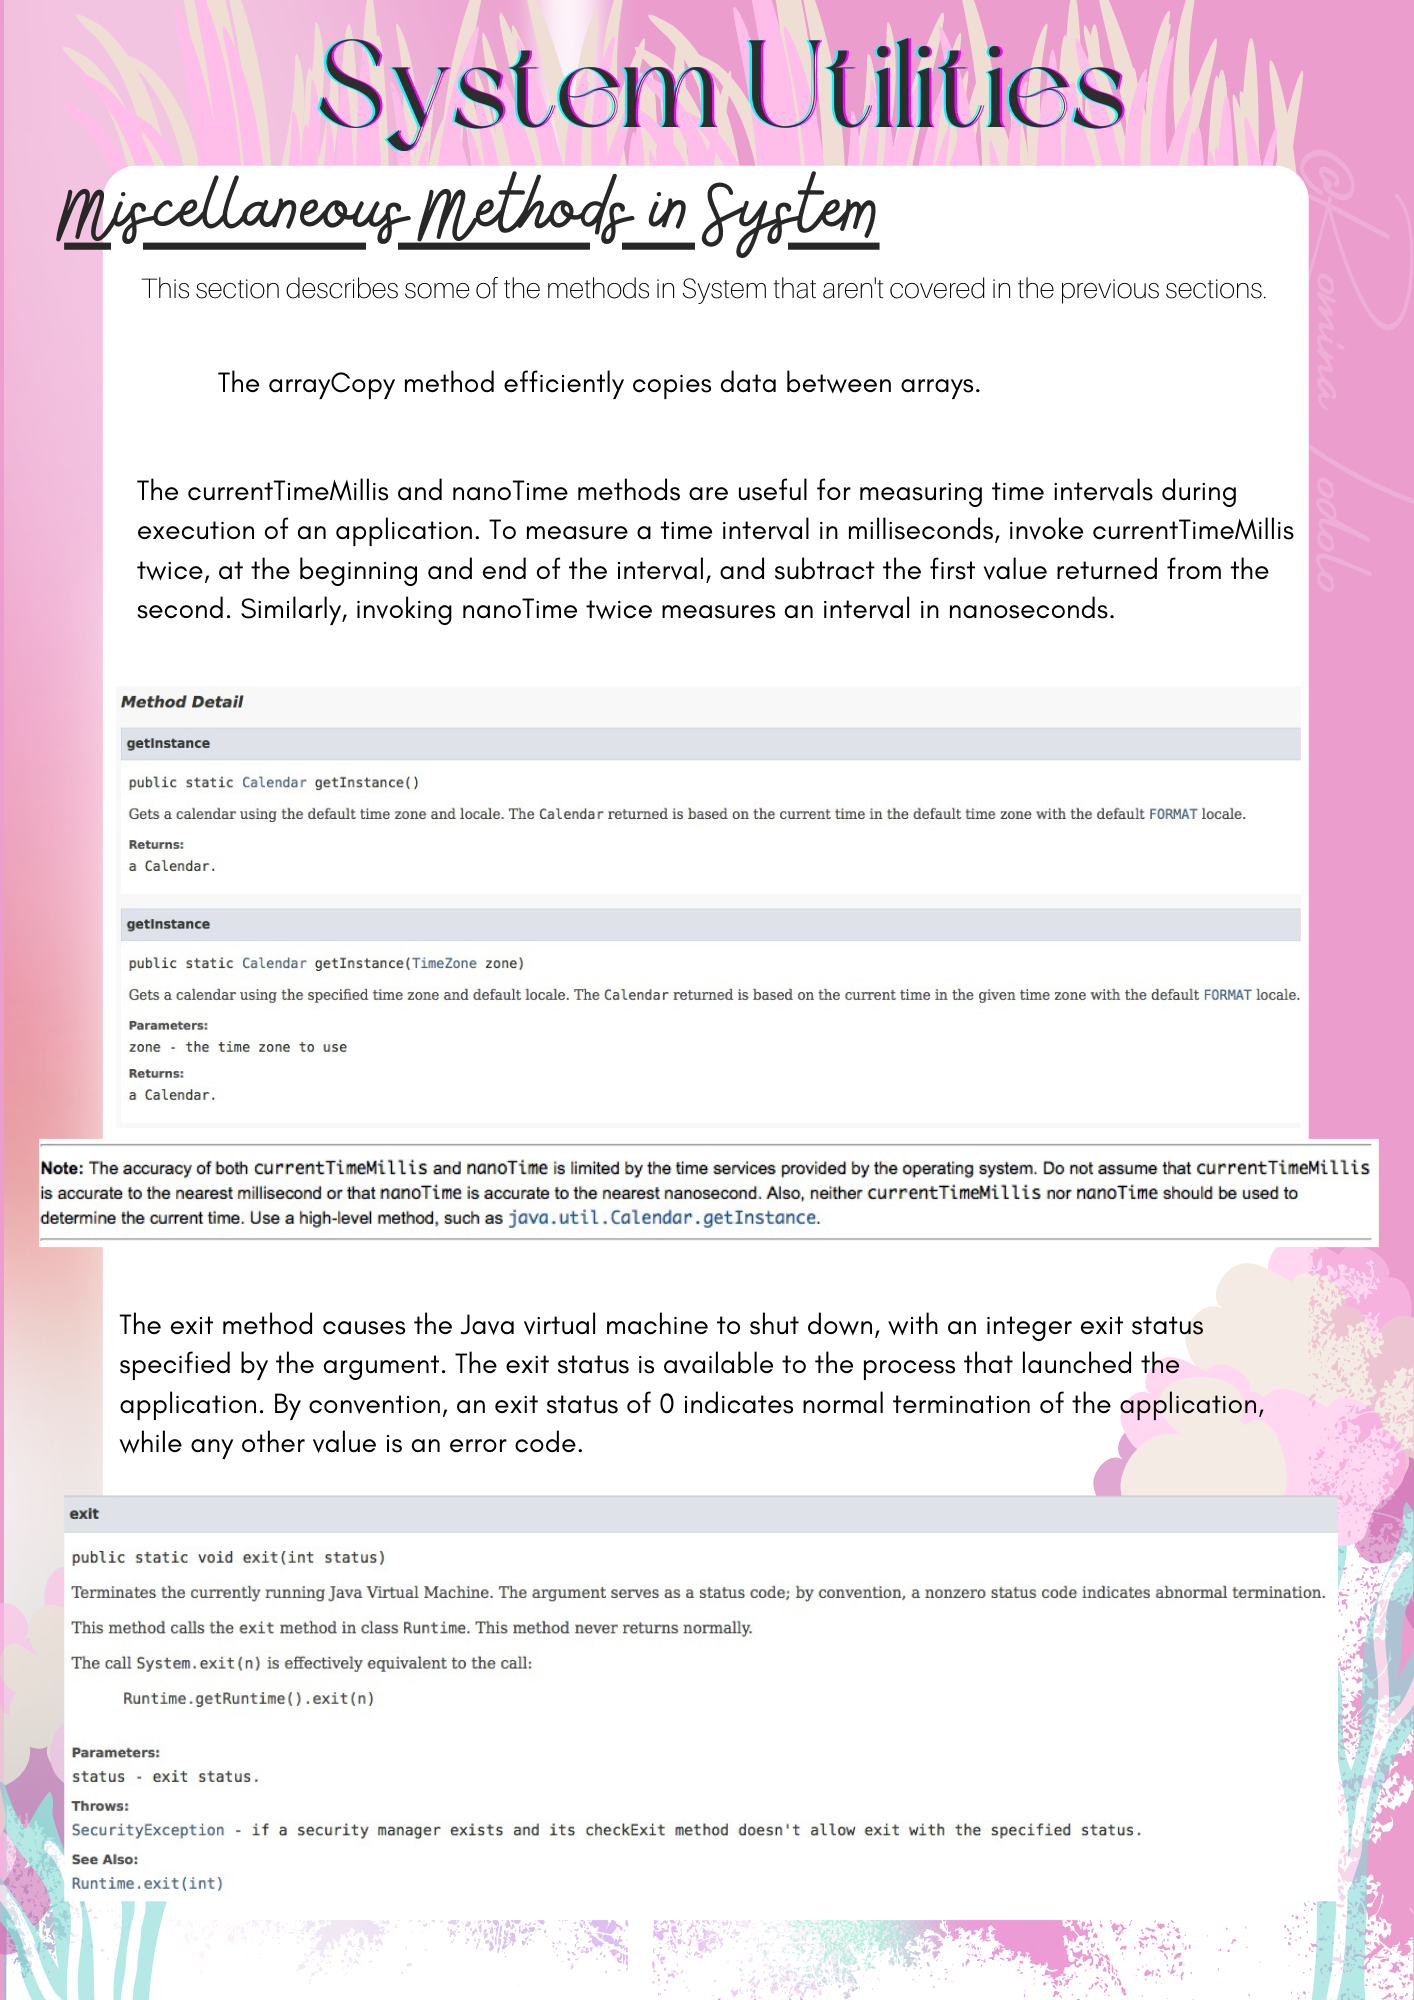 System Utilities
Miscellaneous Methods in System
This section describes some of the methods in System that aren't covered in the previous sections.
The arrayCopy method efficiently copies data between arrays.
The currentTimeMillis and nanoTime methods are useful for measuring time intervals during
execution of an application. To measure a time interval in milliseconds, invoke currentTimeMillis
twice, at the beginning and end of the interval, and subtract the first value returned from the
second. Similarly, invoking nanoTime twice measures an interval in nanoseconds.
Method Detail
getInstance
public static Calendar getInstance()
Gets a calendar using the default time zone and locale. The Calendar returned is based on the current time in the default time zone with the default FORMAT locale.
Returns:
a Calendar.
getInstance
public static Calendar getInstance(TimeZone zone)
Gets a calendar using the specified time zone and default locale. The Calendar returned is based on the current time in the given time zone with the default FORMAT locale.
Parameters:
zone - the time zone to use
Returns:
a Calendar.
Note: The accuracy of both currentTimeMillis and nanoTime is limited by the time services provided by the operating system. Do not assume that currentTimeMillis
is accurate to the nearest millisecond or that nanoTime is accurate to the nearest nanosecond. Also, neither currentTimeMillis nor nanoTime should be used to
determine the current time. Use a high-level method, such as java.util.Calendar.getInstance.
The exit method causes the Java virtual machine to shut down, with an integer exit status
specified by the argument. The exit status is available to the process that launched the
application. By convention, an exit status of 0 indicates normal termination of the application,
while any other value is an error code.
exit
public static void exit(int status)
Terminates the currently running Java Virtual Machine. The argument serves as a status code; by convention, a nonzero status code indicates abnormal termination.
This method calls the exit method in class Runtime. This method never returns normally.
The call System.exit(n) is effectively equivalent to the call:
Runtime.getRuntime().exit(n)
Parameters:
status - exit status.
Throws:
SecurityException - if a security manager exists and its checkExit method doesn't allow exit with the specified status.
See Also:
Runtime.exit(int)
@Romina